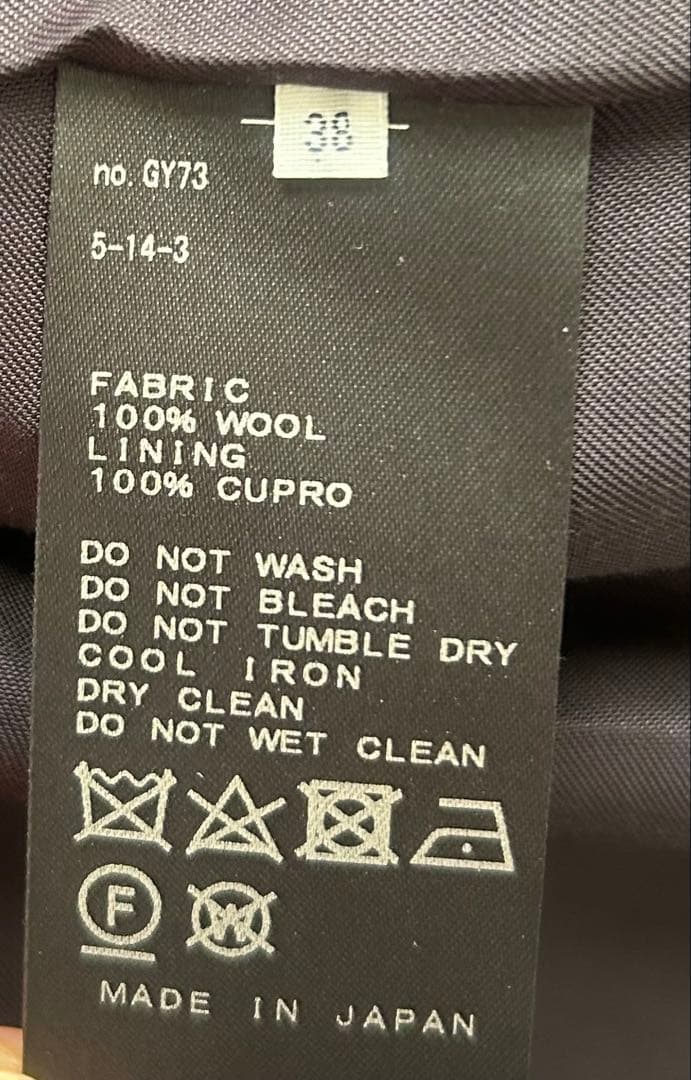 38
no. GY73
5-14-3
FABRIC
100% WOOL
LINING
100% CUPRO
DO NOT WASH
DO NOT BLEACH
DO NOT TUMBLE DRY
COOL IRON
DRY CLEAN
DO NOT WET CLEAN
F W
MADE IN JAPAN